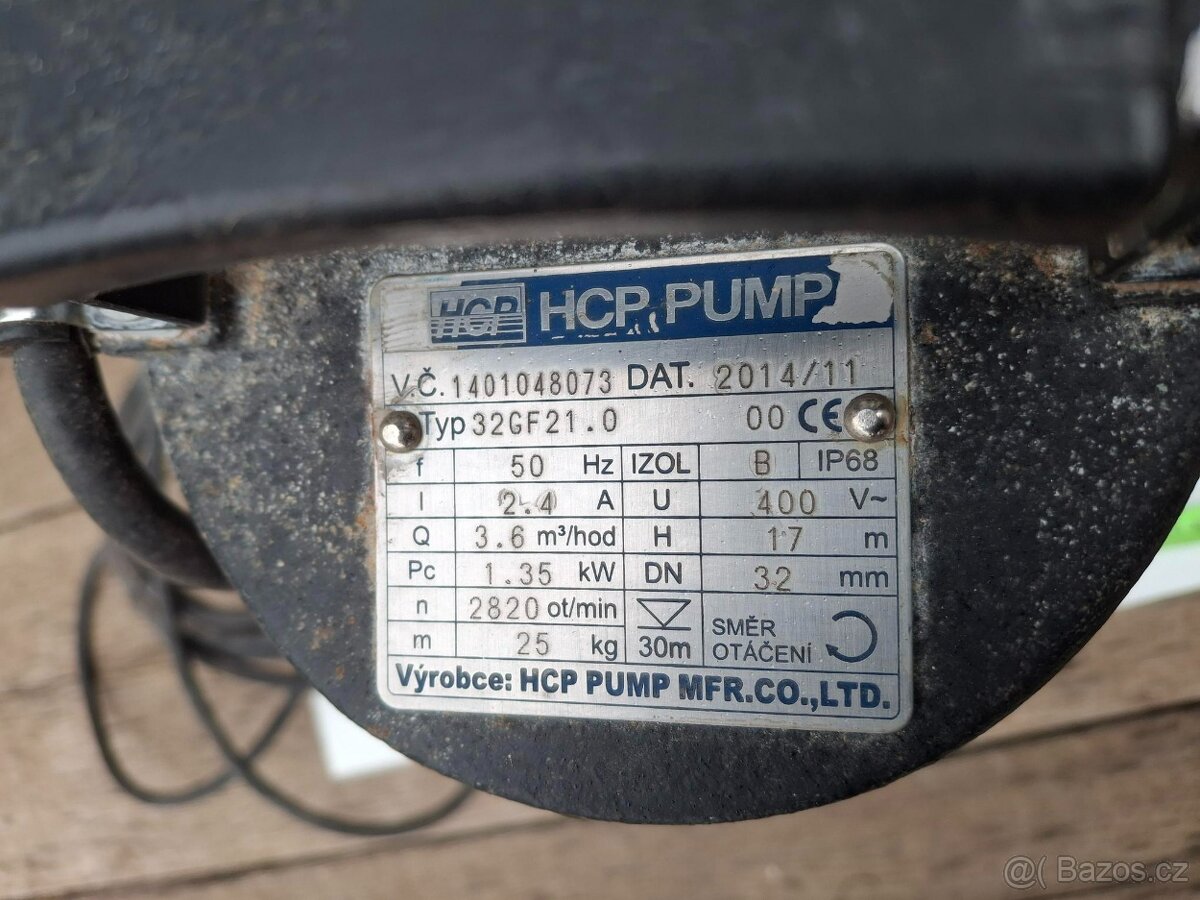 HCP HCP PUMP
V.Č. 1401048073 DAT. 2014/11
Typ 32GF21.0 00 CE
f 50 Hz IZOL B IP68
I 2.4 A U 400 V~
Q 3.6 m³/hod H 17 m
Pc 1.35 kW DN 32 mm
n 2820 ot/min
m 25 kg 30m SMĚR OTÁČENÍ
Výrobce: HCP PUMP MFR.CO.,LTD.
Bazos.cz